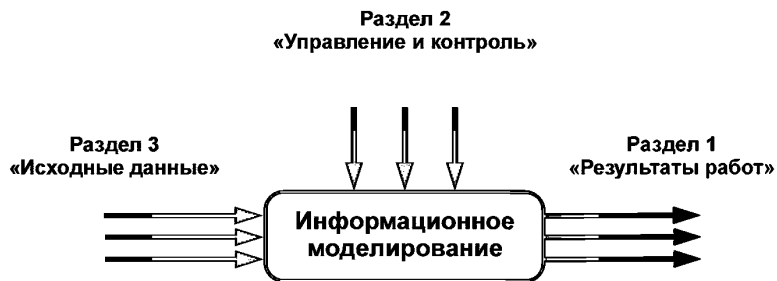 Раздел 2
«Управление и контроль»
Раздел 3
«Исходные данные»
Раздел 1
«Результаты работ»
Информационное
моделирование